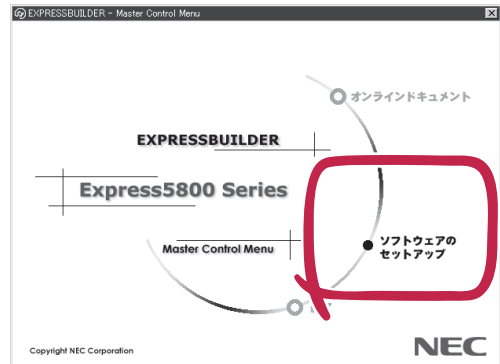 EXPRESSBUILDER - Master Control Menu
オンラインドキュメント
EXPRESSBUILDER
Express5800 Series
ソフトウェアの
セットアップ
Master Control Menu
Copyright NEC Corporation
NEC